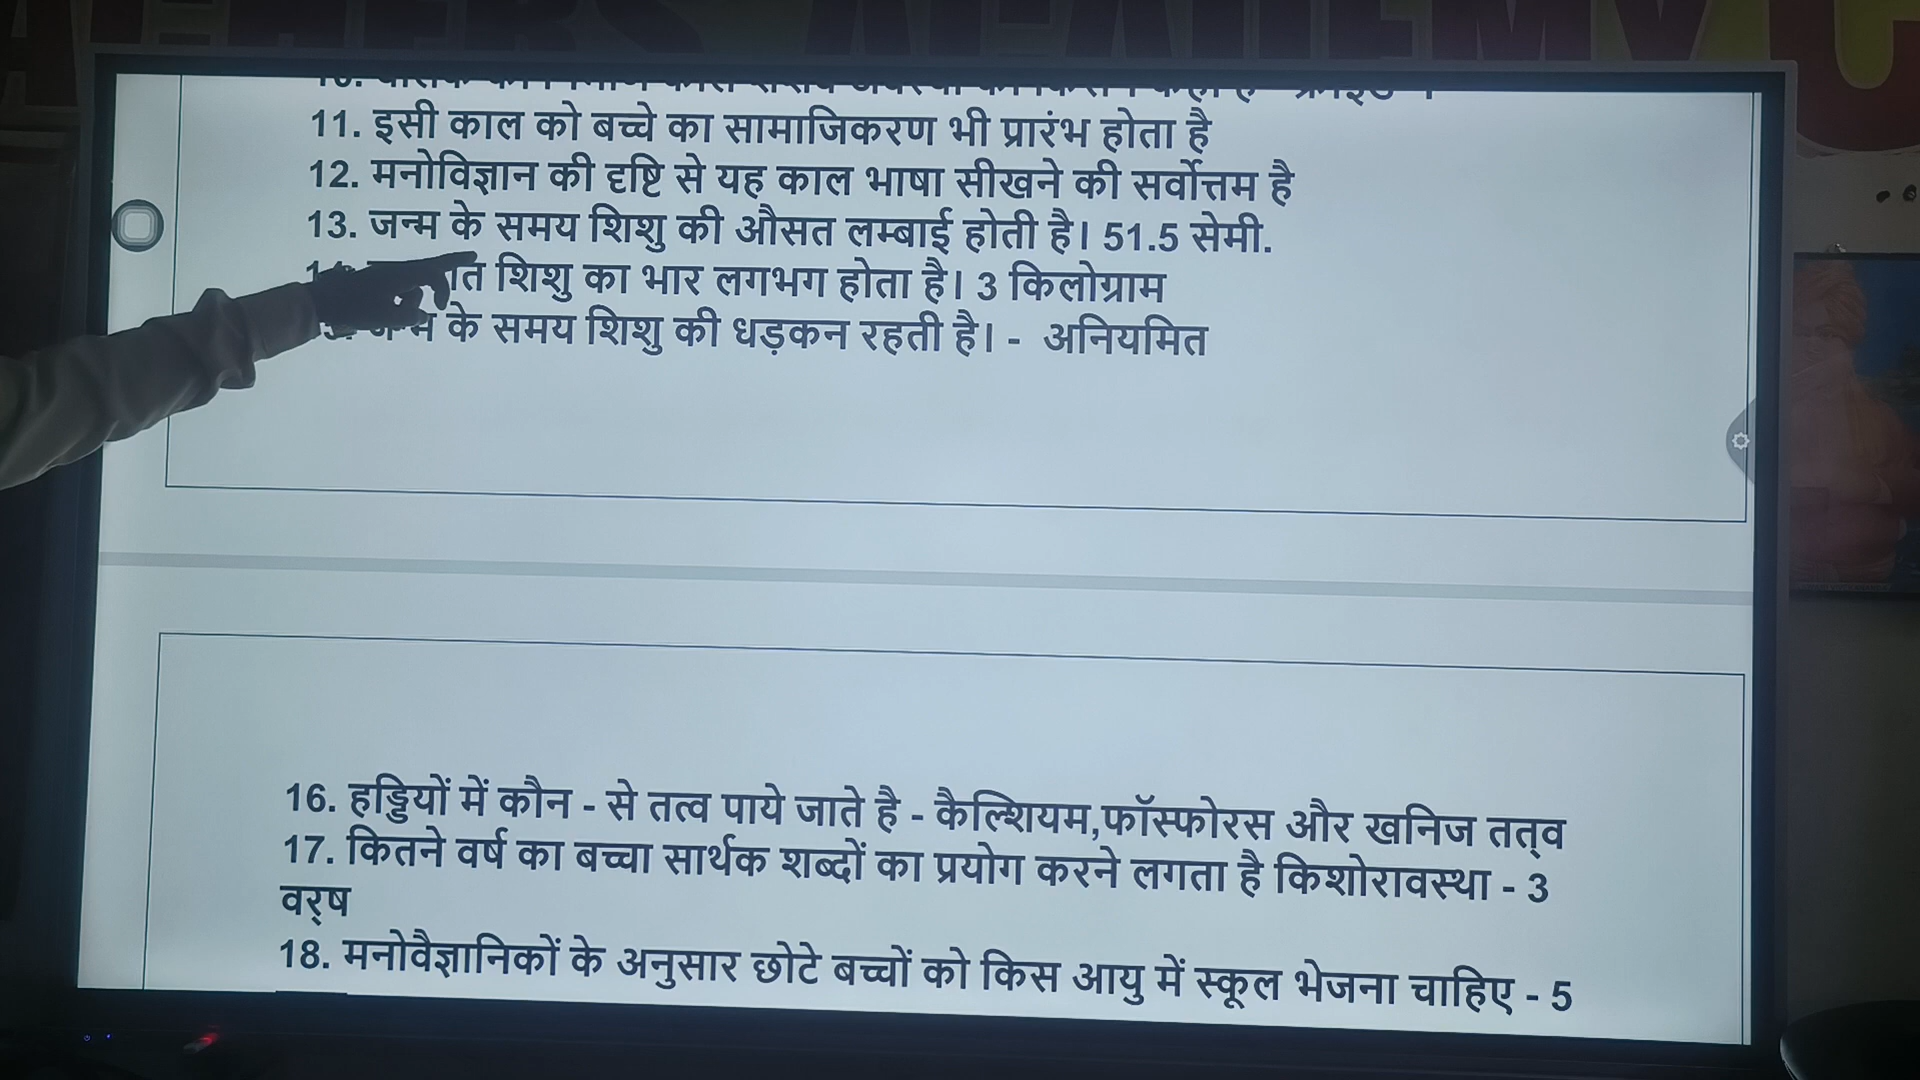 ACADEMY
11. इसी काल को बच्चे का सामाजिकरण भी प्रारंभ होता है
12. मनोविज्ञान की दृष्टि से यह काल भाषा सीखने की सर्वोत्तम है
13. जन्म के समय शिशु की औसत लम्बाई होती है। 51.5 सेमी.
शिशु का भार लगभग होता है। 3 किलोग्राम
के समय शिशु की धड़कन रहती है। - अनियमित
16. हड्डियों में कौन - से तत्व पाये जाते है - कैल्शियम,फॉस्फोरस और खनिज तत्‌व
17. कितने वर्ष का बच्चा सार्थक शब्दों का प्रयोग करने लगता है किशोरावस्था - 3
वर्‌ष
18. मनोवैज्ञानिकों के अनुसार छोटे बच्चों को किस आयु में स्कूल भेजना चाहिए - 5